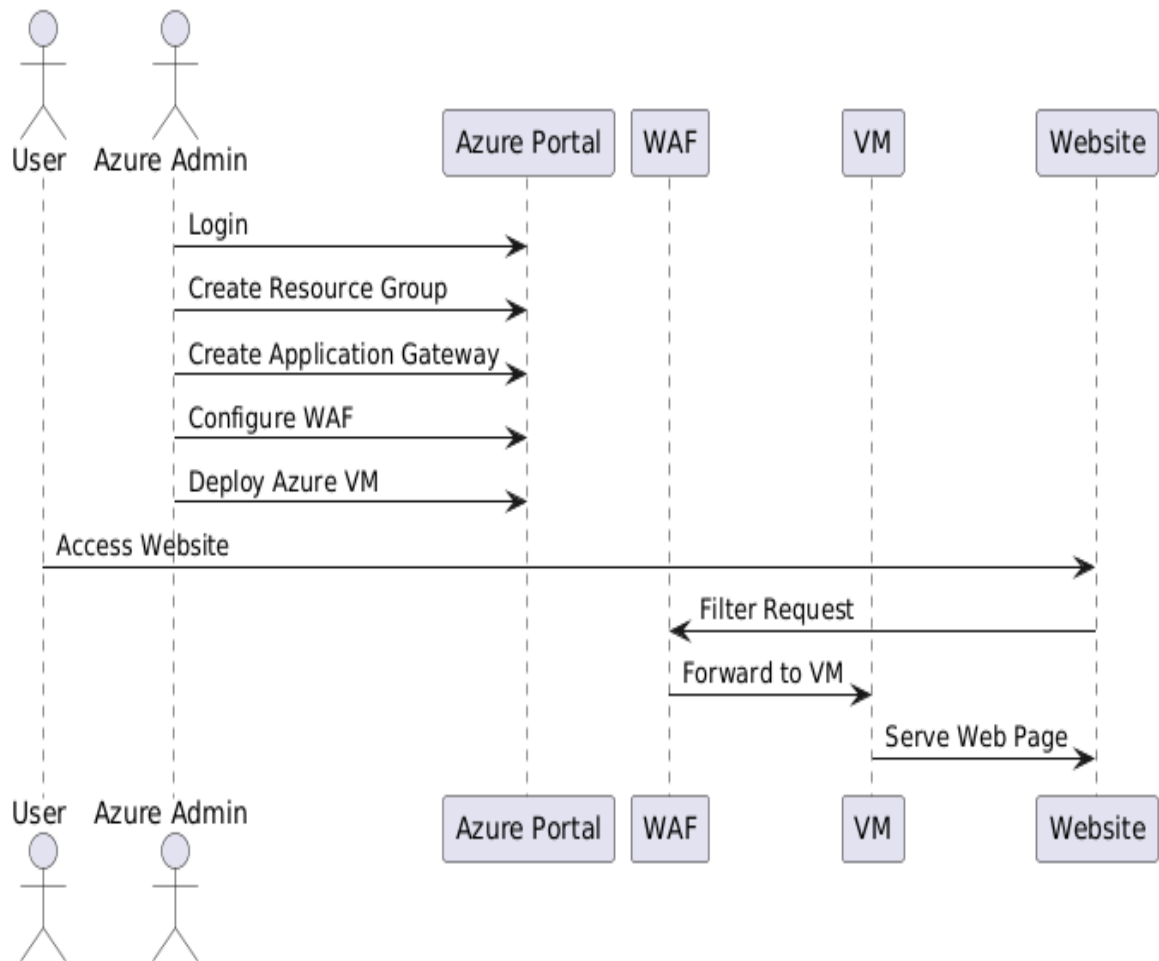 User
Azure Admin
Azure Portal
WAF
VM
Website
Login
Create Resource Group
Create Application Gateway
Configure WAF
Deploy Azure VM
Access Website
Filter Request
Forward to VM
Serve Web Page
User
Azure Admin
Azure Portal
WAF
VM
Website